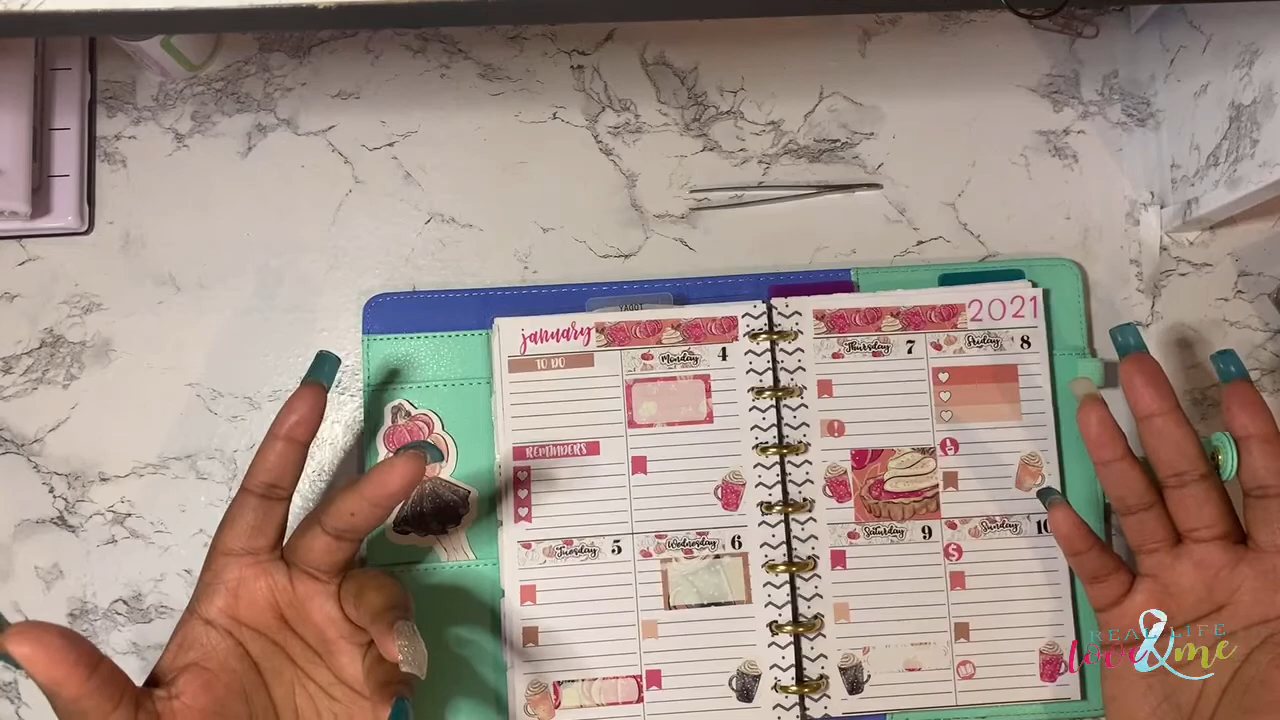 TODAY
january
2021
TO DO
Monday 4
Thursday 7
Friday 8
REMINDERS
Tuesday 5
Wednesday 6
Saturday 9
Sunday 10
REAL LIFE
love & me